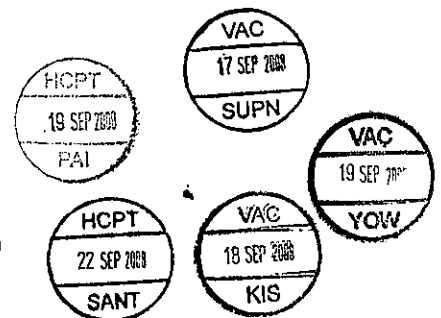 VAC
17 SEP 2008
SUPN
HCPT
19 SEP 2008
PAI
VAC
19 SEP
YOW
HCPT
22 SEP 2008
SANT
VAC
18 SEP 2008
KIS